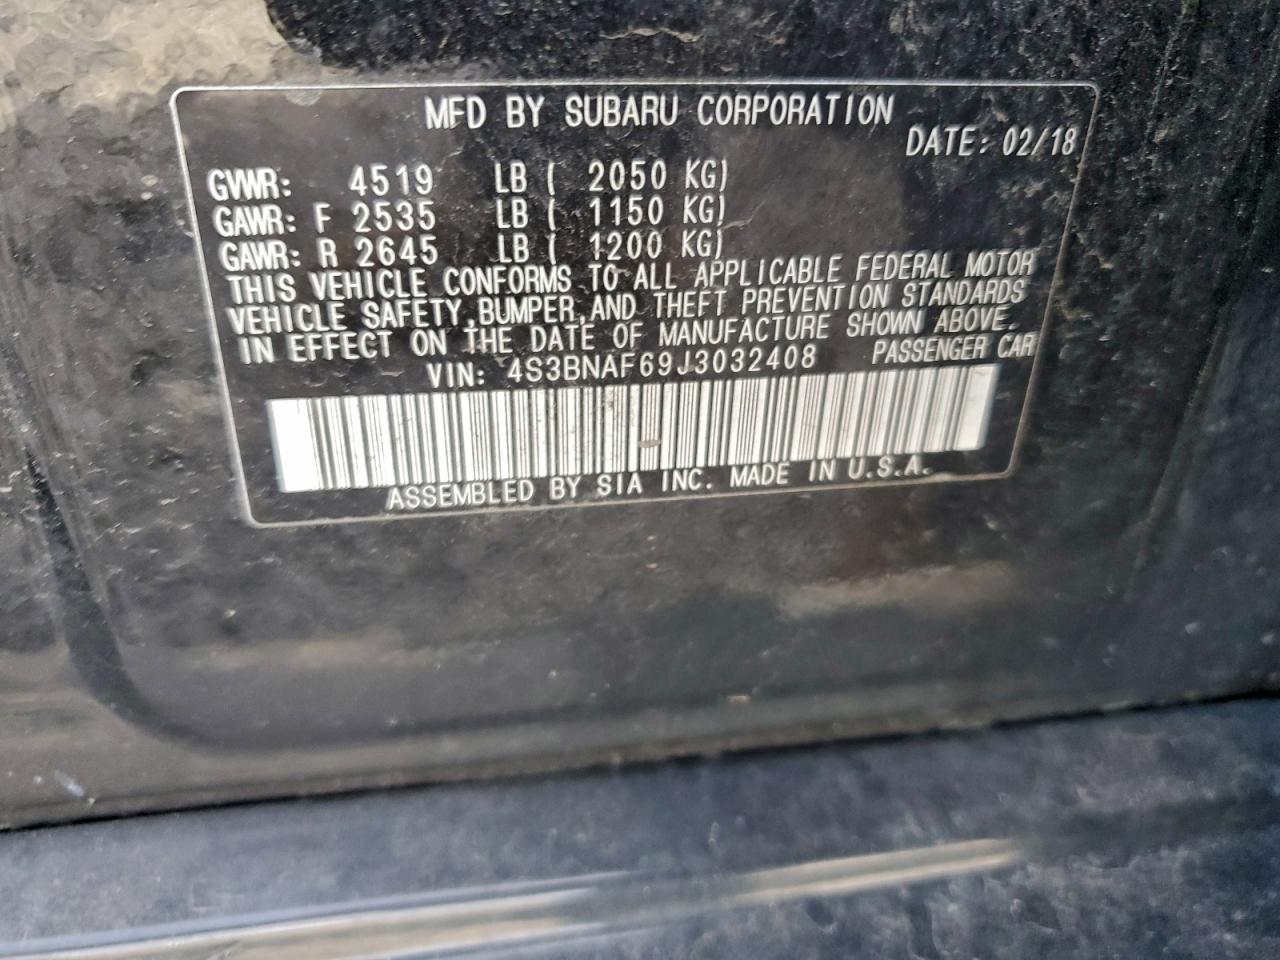 MFD BY SUBARU CORPORATION
DATE: 02/18
GVWR: 4519 LB ( 2050 KG)
GAWR: F 2535 LB ( 1150 KG)
GAWR: R 2645 LB ( 1200 KG)
THIS VEHICLE CONFORMS TO ALL APPLICABLE FEDERAL MOTOR
VEHICLE SAFETY, BUMPER, AND THEFT PREVENTION STANDARDS
IN EFFECT ON THE DATE OF MANUFACTURE SHOWN ABOVE.
VIN: 4S3BNAF69J3032408 PASSENGER CAR
ASSEMBLED BY SIA INC. MADE IN U.S.A.